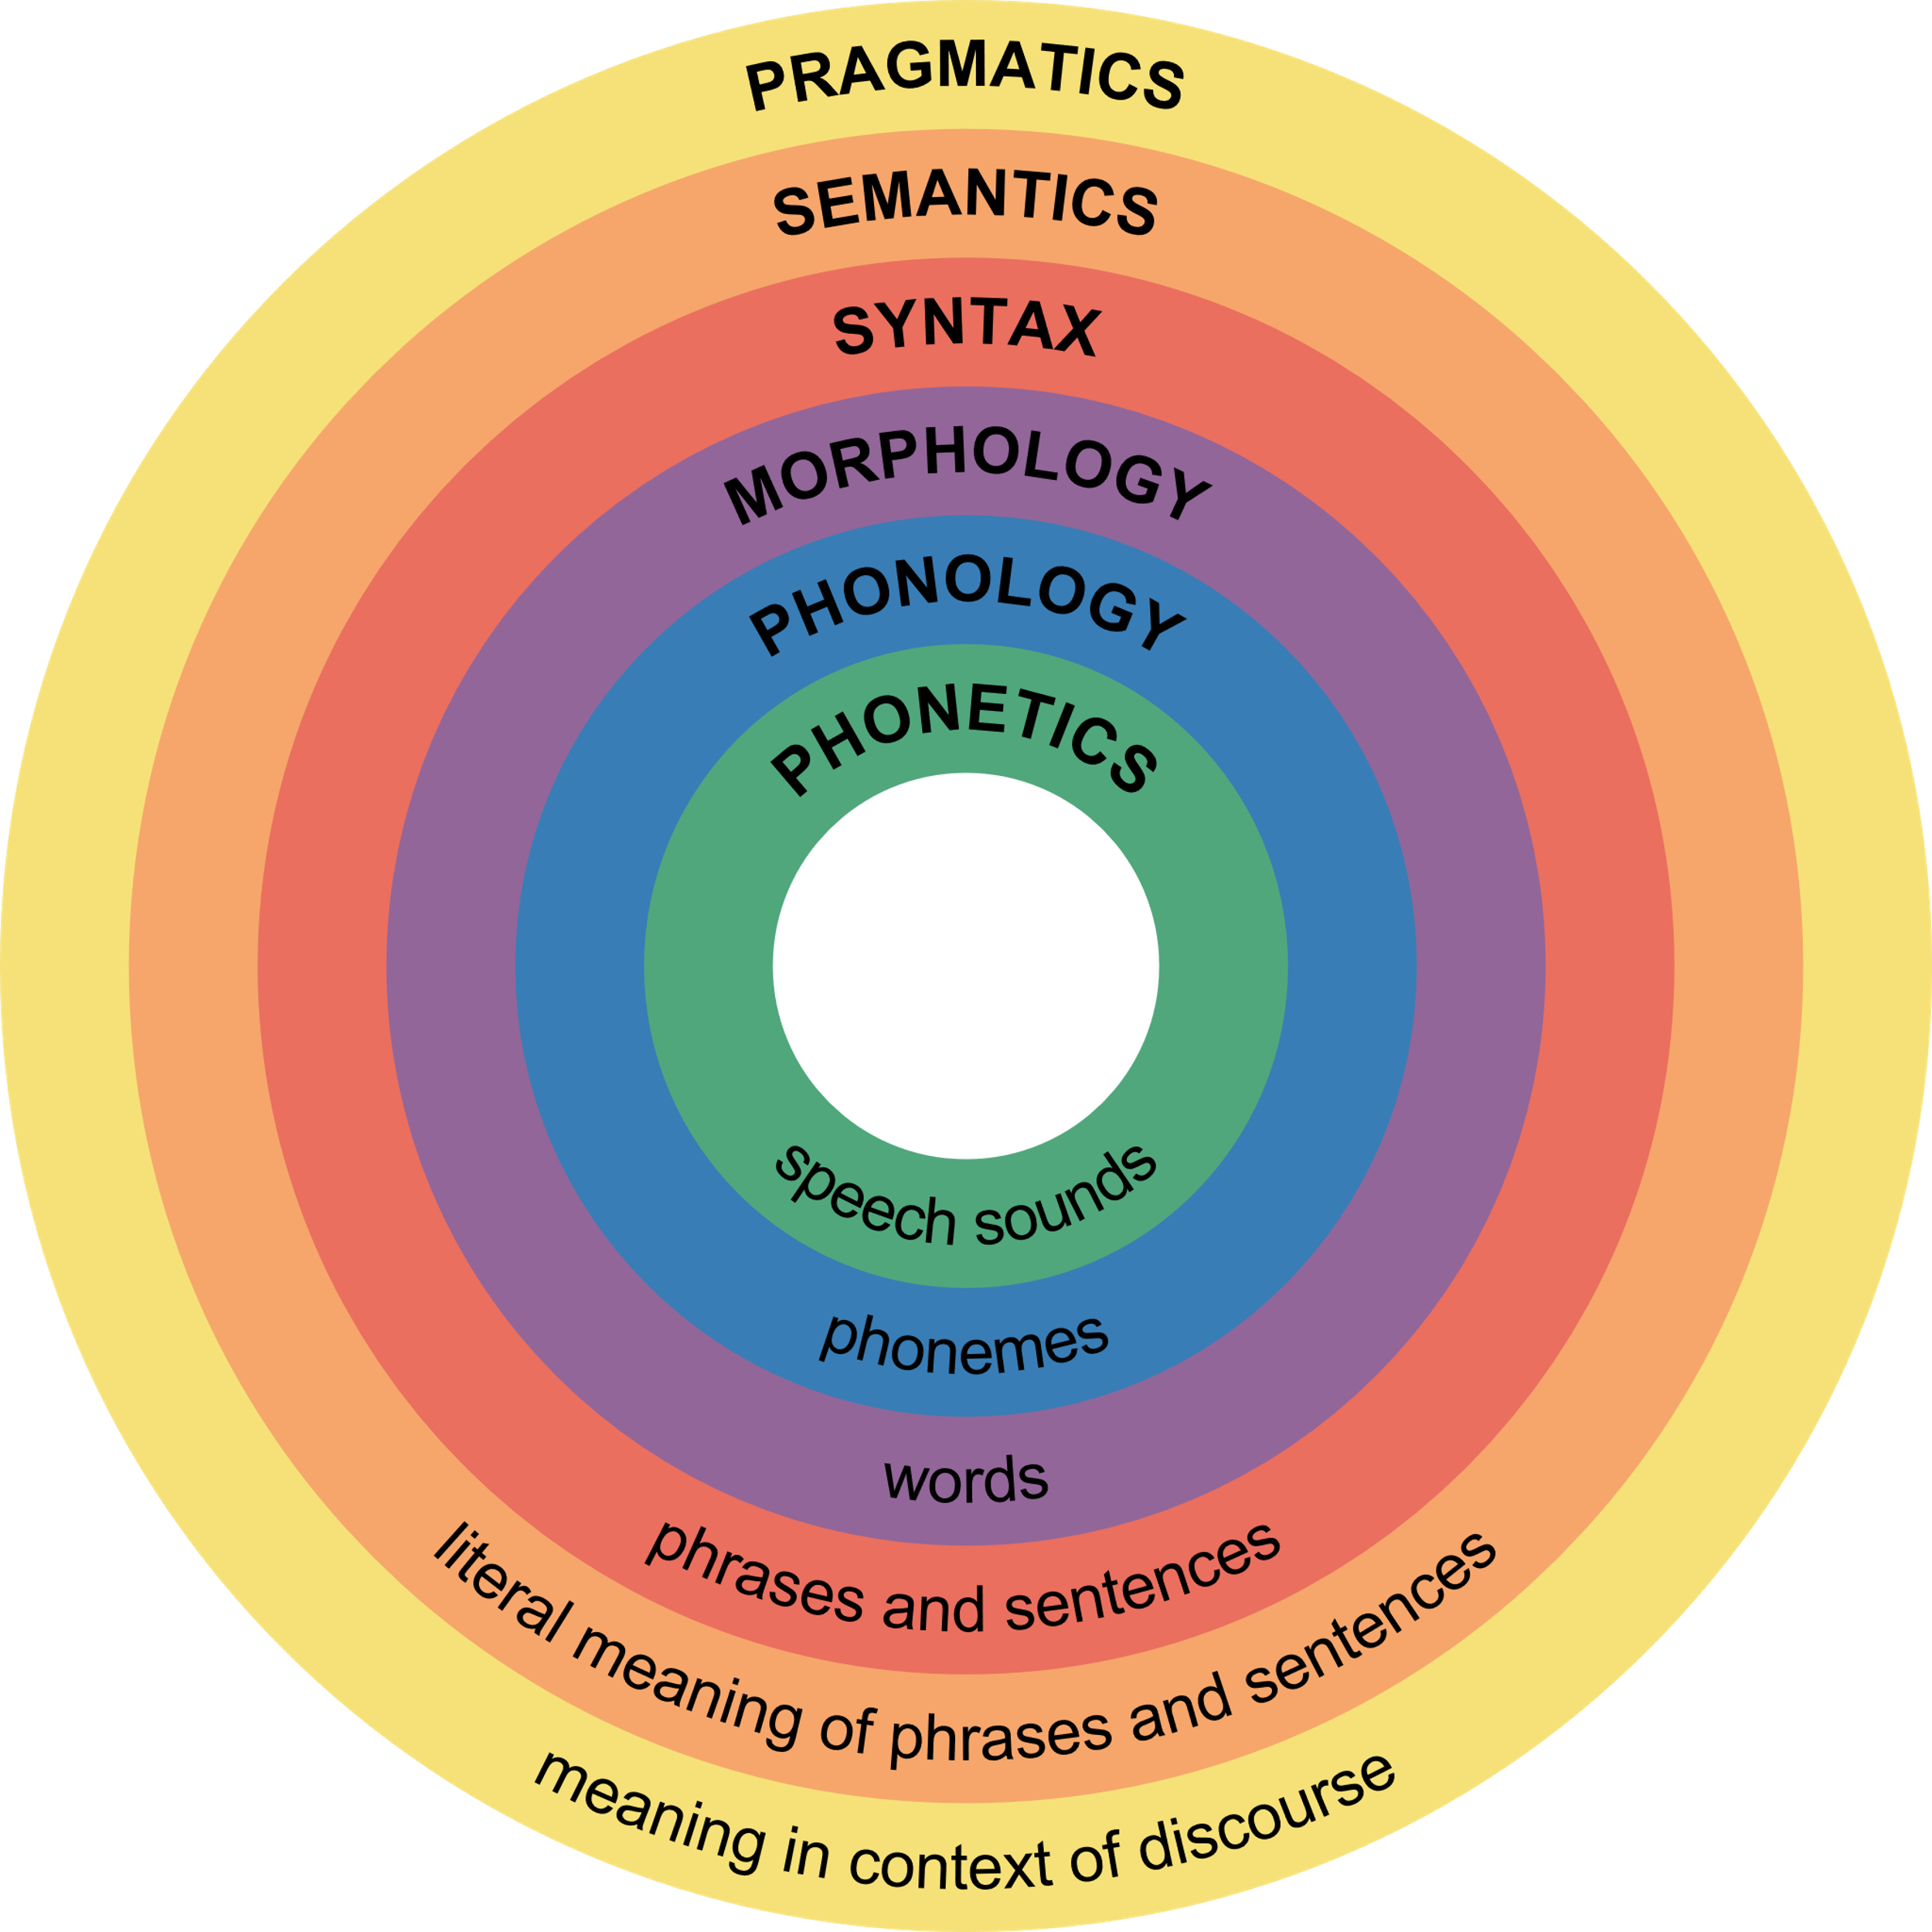 PRAGMATICS
SEMANTICS
SYNTAX
MORPHOLOGY
PHONOLOGY
PHONETICS
speech sounds
phonemes
words
phrases and sentences
literal meaning of phrases and sentences
meaning in context of discourse